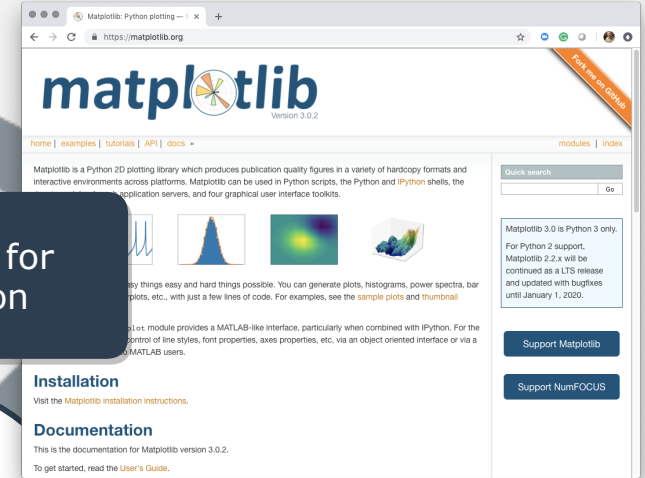 Matplotlib: Python plotting —
https://matplotlib.org
Fork me on GitHub
matplotlib
Version 3.0.2
home | examples | tutorials | API | docs »
modules | index
Matplotlib is a Python 2D plotting library which produces publication quality figures in a variety of hardcopy formats and
interactive environments across platforms. Matplotlib can be used in Python scripts, the Python and IPython shells, the
application servers, and four graphical user interface toolkits.
for
on
easy things easy and hard things possible. You can generate plots, histograms, power spectra, bar
etc., with just a few lines of code. For examples, see the sample plots and thumbnail
module provides a MATLAB-like interface, particularly when combined with IPython. For the
control of line styles, font properties, axes properties, etc, via an object oriented interface or via a
MATLAB users.
Installation
Visit the Matplotlib installation instructions.
Documentation
This is the documentation for Matplotlib version 3.0.2.
To get started, read the User's Guide.
Quick search
Go
Matplotlib 3.0 is Python 3 only.
For Python 2 support,
Matplotlib 2.2.x will be
continued as a LTS release
and updated with bugfixes
until January 1, 2020.
Support Matplotlib
Support NumFOCUS